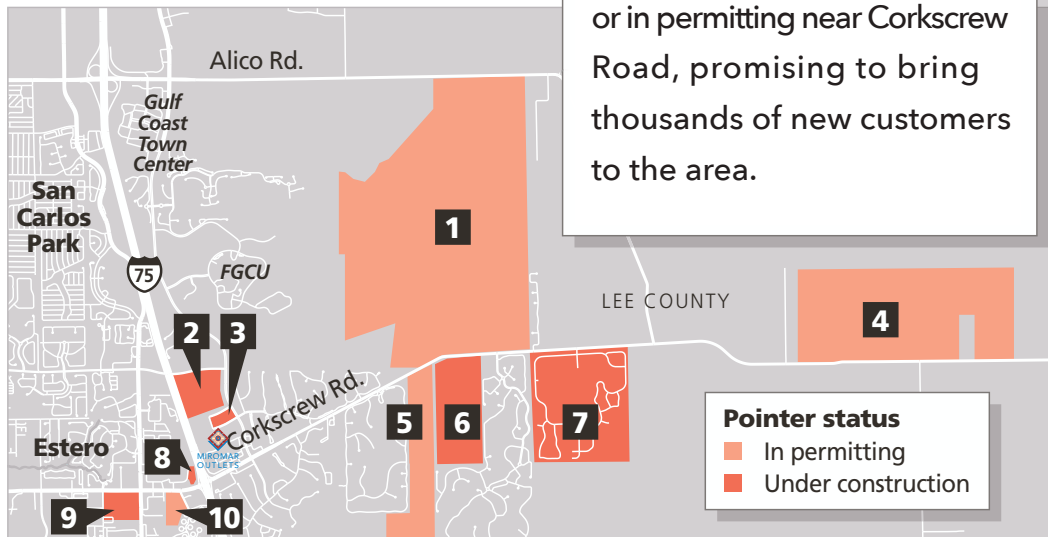 or in permitting near Corkscrew
Road, promising to bring
thousands of new customers
to the area.
Alico Rd.
Gulf
Coast
Town
Center
San
Carlos
Park
1
75
FGCU
LEE COUNTY
4
2
3
Corkscrew Rd.
5
6
7
Estero
8
MIROMAR
OUTLETS
9
10
Pointer status
In permitting
Under construction